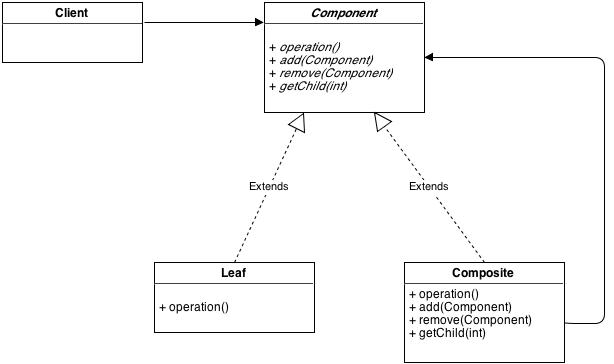 Client
Component
+ operation()
+ add(Component)
+ remove(Component)
+ getChild(int)
Extends
Extends
Leaf
+ operation()
Composite
+ operation()
+ add(Component)
+ remove(Component)
+ getChild(int)